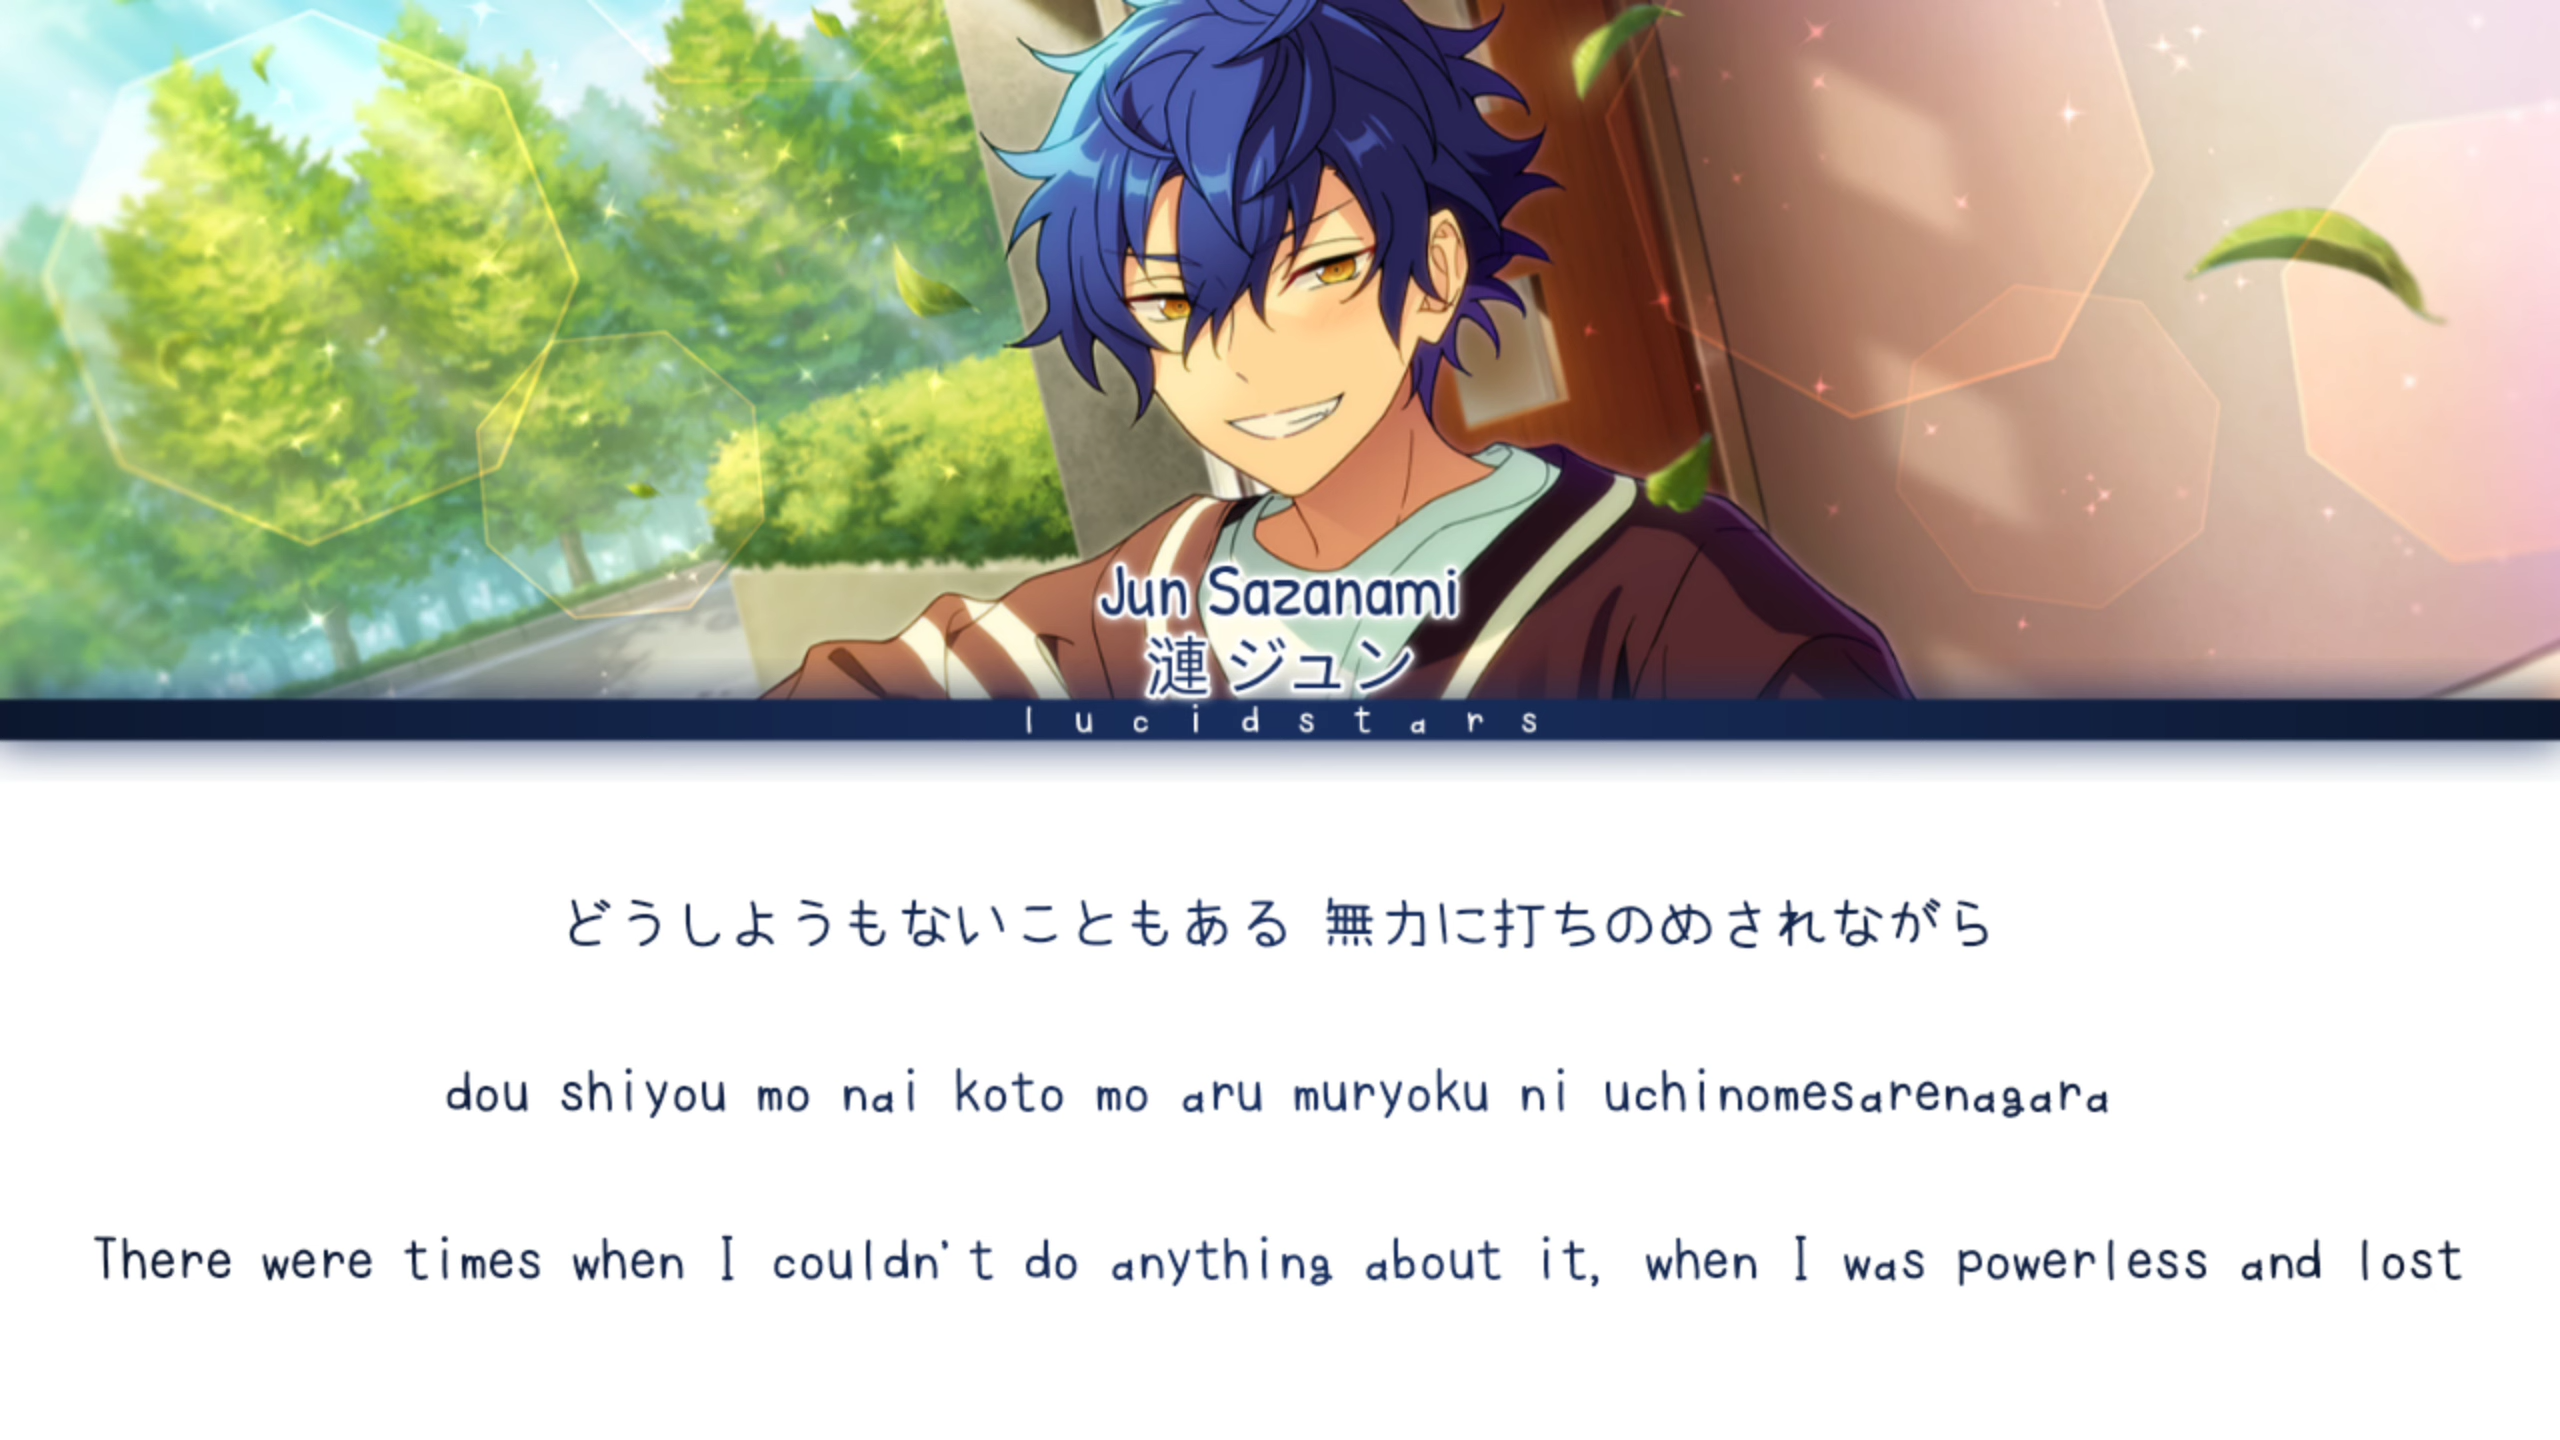 Jun Sazanami
漣 ジュン
lucidstars
どうしようもないこともある 無力に打ちのめされながら
dou shiyou mo nai koto mo aru muryoku ni uchinomesarenagara
There were times when I couldn't do anything about it, when I was powerless and lost